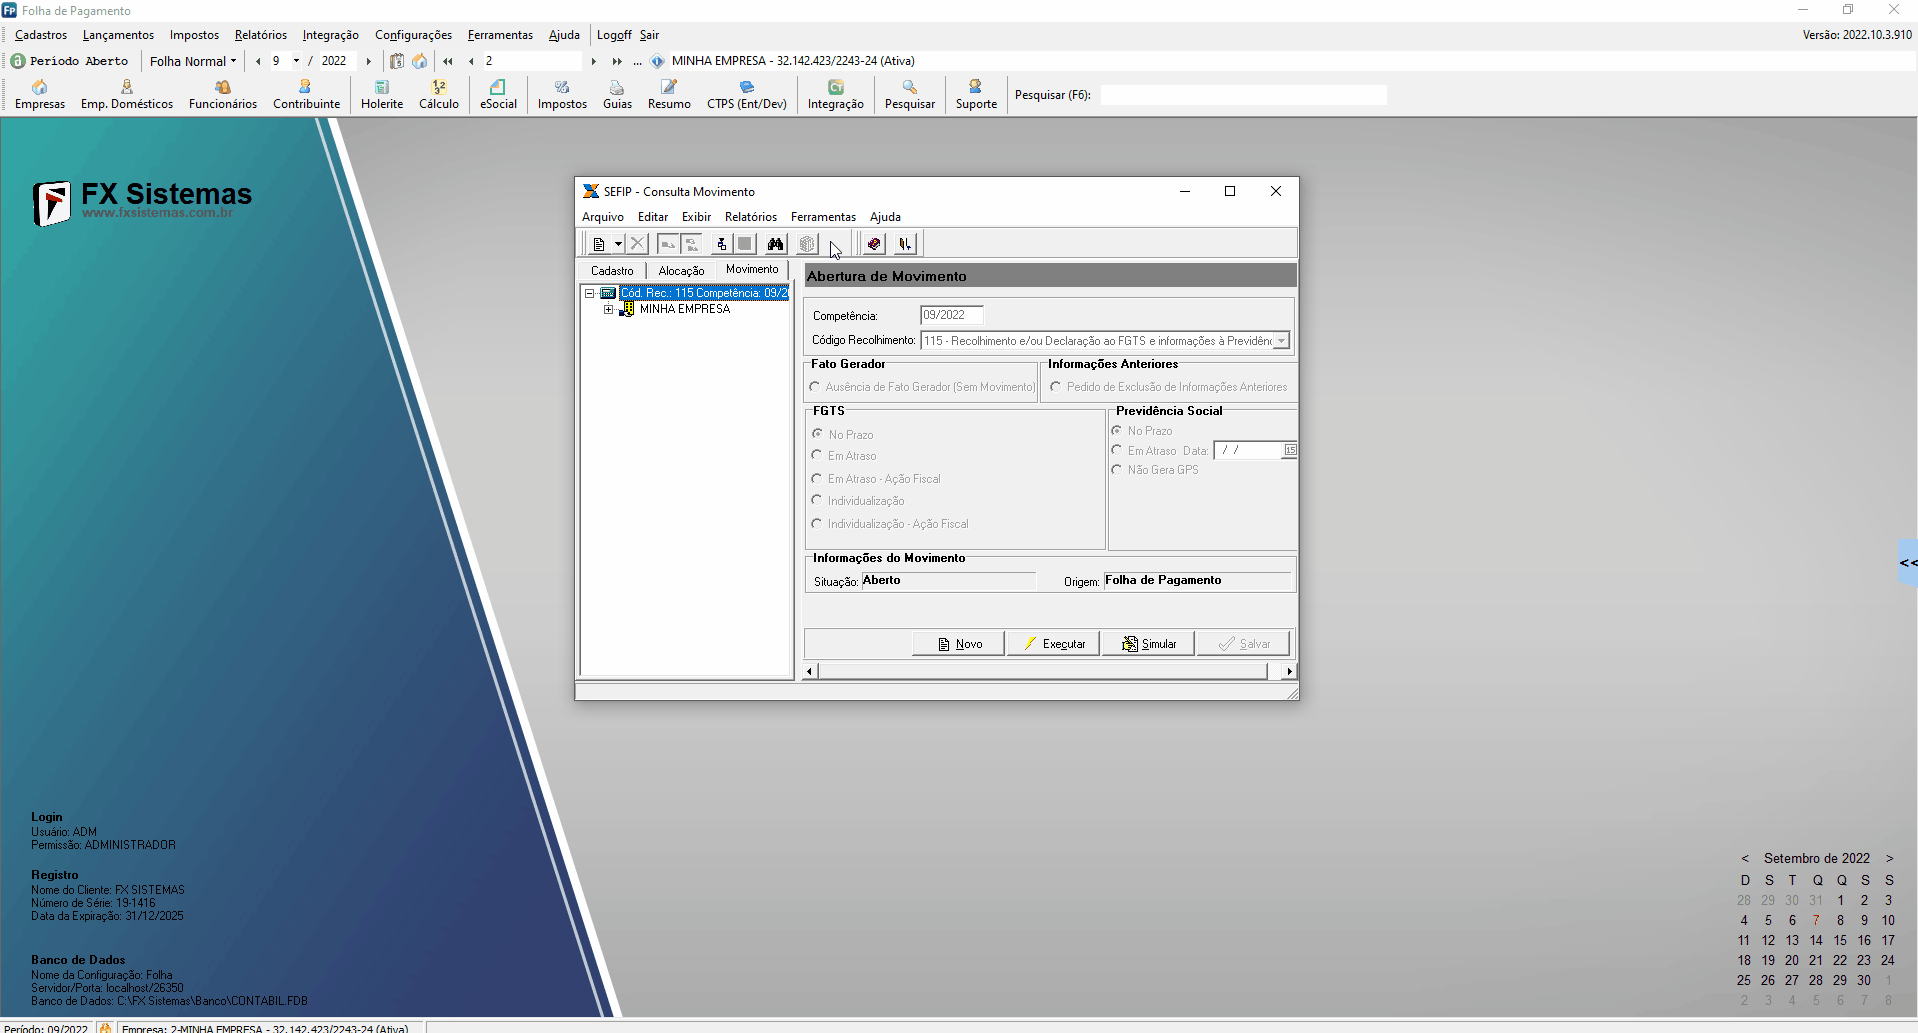 Folha de Pagamento
Cadastros Lançamentos Impostos Relatórios Integração Configurações Ferramentas Ajuda Logoff Sair Versão: 2022.10.3.910
Período Aberto Folha Normal 9 / 2022 2 ... MINHA EMPRESA - 32.142.423/2243-24 (Ativa)
Empresas Emp. Domésticos Funcionários Contribuinte Holerite Cálculo eSocial Impostos Guias Resumo CTPS (Ent/Dev) Integração Pesquisar Suporte Pesquisar (F6):
FX Sistemas
www.fxsistemas.com.br
SEFIP - Consulta Movimento
Arquivo Editar Exibir Relatórios Ferramentas Ajuda
Cadastro Alocação Movimento
Cód. Rec.: 115 Competência: 09/2
MINHA EMPRESA
Abertura de Movimento
Competência: 09/2022
Código Recolhimento: 115 - Recolhimento e/ou Declaração ao FGTS e informações à Previdên
Fato Gerador
Ausência de Fato Gerador (Sem Movimento)
Informações Anteriores
Pedido de Exclusão de Informações Anteriores
FGTS
No Prazo
Em Atraso
Em Atraso - Ação Fiscal
Individualização
Individualização - Ação Fiscal
Previdência Social
No Prazo
Em Atraso Data: / / 15
Não Gera GPS
Informações do Movimento
Situação: Aberto Origem: Folha de Pagamento
Novo Executar Simular Salvar
<<
Login
Usuário: ADM
Permissão: ADMINISTRADOR
Registro
Nome do Cliente: FX SISTEMAS
Número de Série: 19-1416
Data da Expiração: 31/12/2025
Banco de Dados
Nome da Configuração: Folha
Servidor/Porta: localhost/26350
Banco de Dados: C:\FX Sistemas\Banco\CONTABIL.FDB
< Setembro de 2022 >
D S T Q Q S S
28 29 30 31 1 2 3
4 5 6 7 8 9 10
11 12 13 14 15 16 17
18 19 20 21 22 23 24
25 26 27 28 29 30 1
2 3 4 5 6 7 8
Período: 09/2022 Empresa: 2-MINHA EMPRESA - 32.142.423/2243-24 (Ativa)